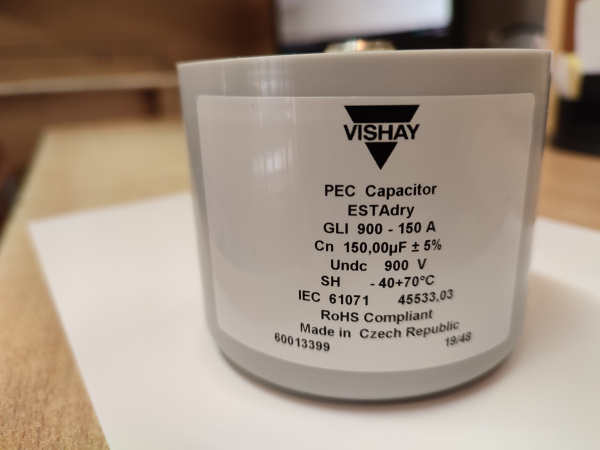 VISHAY
PEC Capacitor
ESTAdry
GLI 900 - 150 A
Cn 150,00µF ± 5%
Undc 900 V
SH - 40+70°C
IEC 61071 45533,03
RoHS Compliant
Made in Czech Republic
60013399 19/48